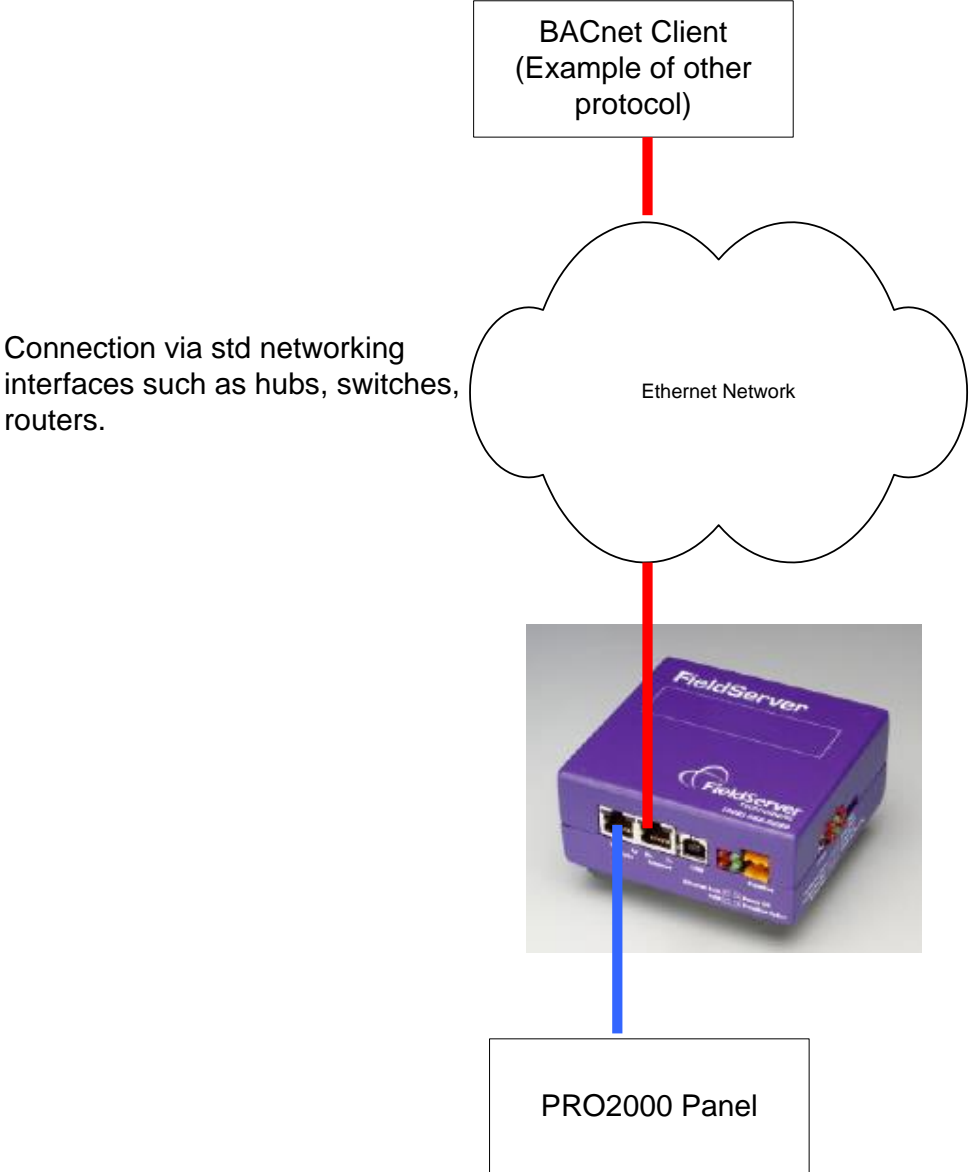 BACnet Client
(Example of other
protocol)
Connection via std networking
interfaces such as hubs, switches,
routers.
Ethernet Network
FieldServer
FieldServer
PRO2000 Panel